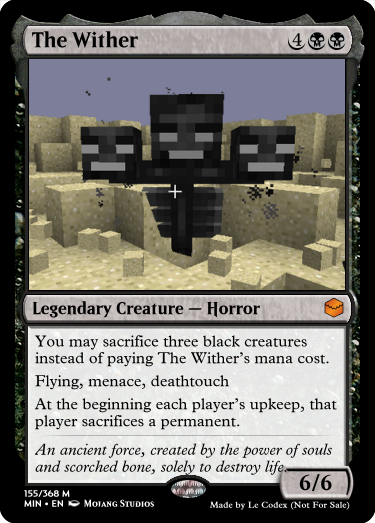 The Wither 4
Legendary Creature — Horror
You may sacrifice three black creatures
instead of paying The Wither's mana cost.
Flying, menace, deathtouch
At the beginning each player's upkeep, that
player sacrifices a permanent.
An ancient force, created by the power of souls
and scorched bone, solely to destroy life.
6/6
155/368 M
MIN • EN Mojang Studios
Made by Le Codex (Not For Sale)